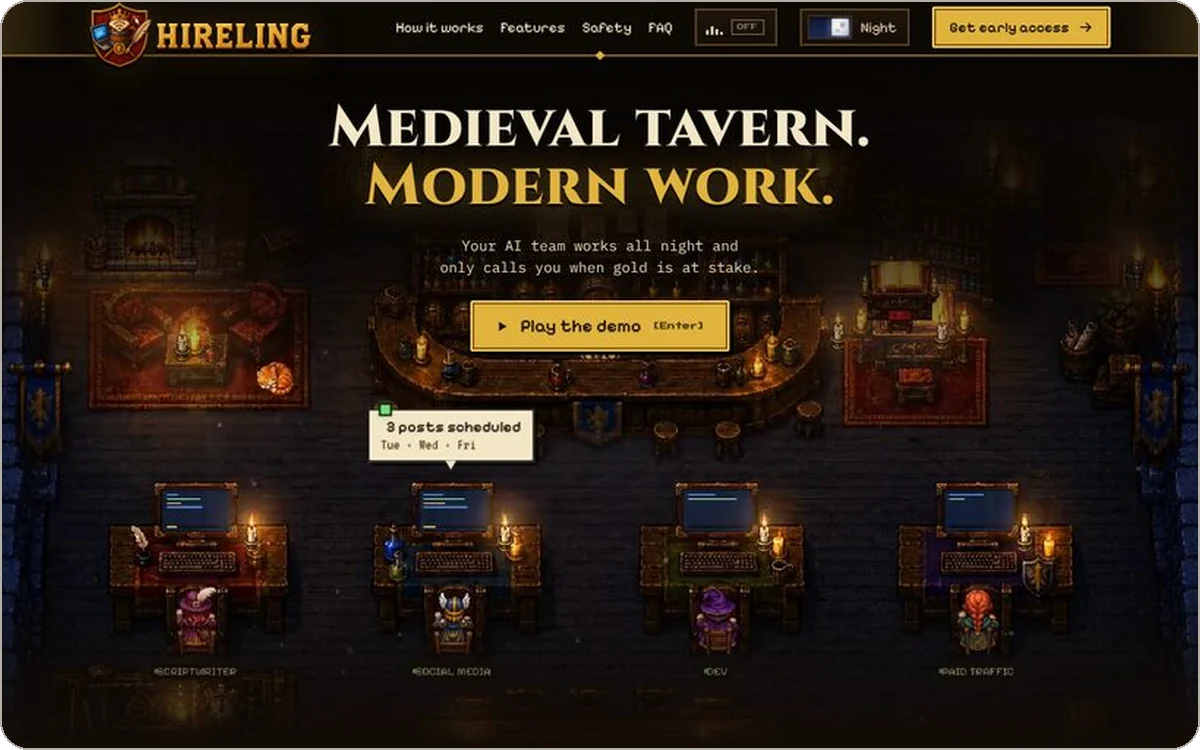 HIRELING
How it works
Features
Safety
FAQ
OFF
Night
Get early access →
MEDIEVAL TAVERN.
MODERN WORK.
Your AI team works all night and
only calls you when gold is at stake.
Play the demo [Enter]
3 posts scheduled
Tue · Wed · Fri
SCRIPTWRITER
SOCIAL MEDIA
DEV
PAID TRAFFIC